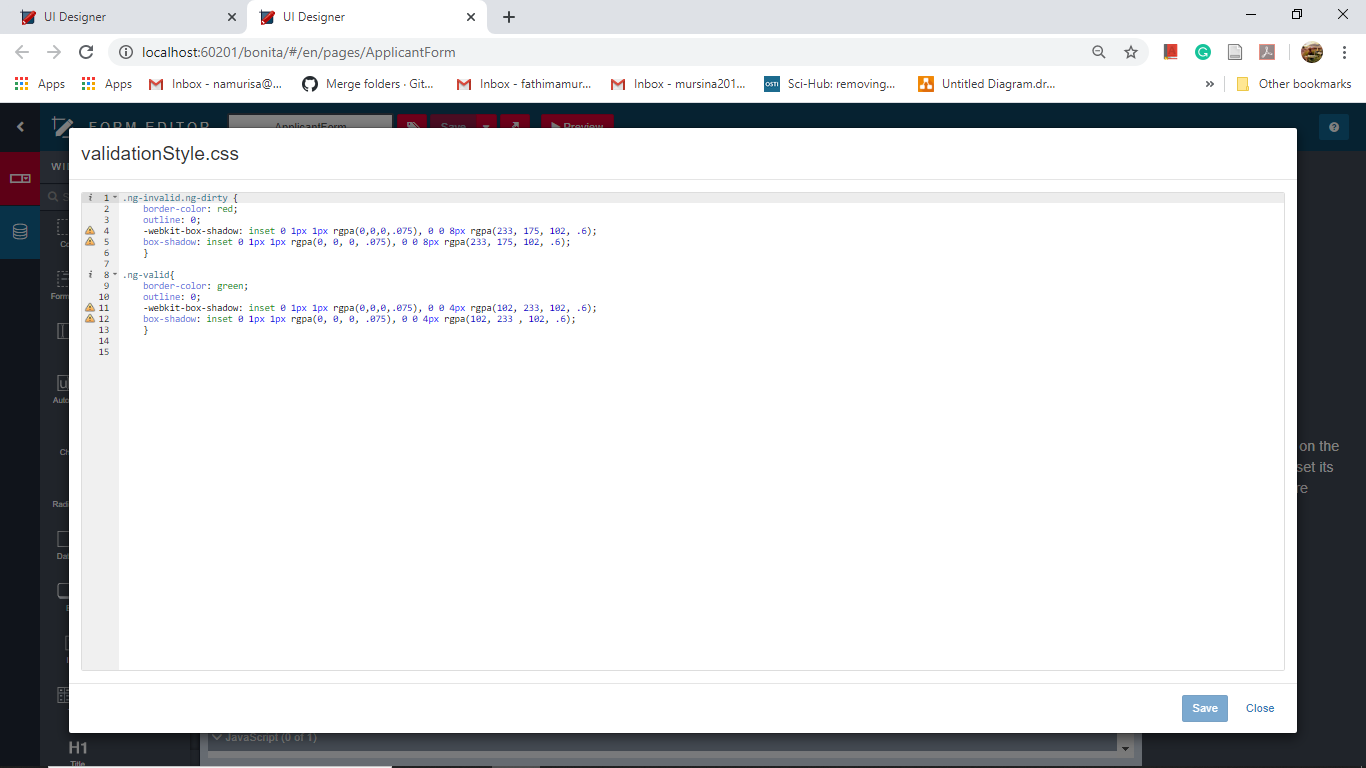 UI Designer
UI Designer
localhost:60201/bonita/#/en/pages/ApplicantForm
Apps
Apps
Inbox - namurisa@...
Merge folders · Git...
Inbox - fathimamur...
Inbox - mursina201...
OSTI
Sci-Hub: removing...
Untitled Diagram.dr...
»
Other bookmarks
FORM EDITOR
ApplicantForm
Save
Preview
validationStyle.css
i 1 .ng-invalid.ng-dirty {
2 border-color: red;
3 outline: 0;
4 -webkit-box-shadow: inset 0 1px 1px rgpa(0,0,0,.075), 0 0 8px rgpa(233, 175, 102, .6);
5 box-shadow: inset 0 1px 1px rgpa(0, 0, 0, .075), 0 0 8px rgpa(233, 175, 102, .6);
6 }
7
i 8 .ng-valid{
9 border-color: green;
10 outline: 0;
11 -webkit-box-shadow: inset 0 1px 1px rgpa(0,0,0,.075), 0 0 4px rgpa(102, 233, 102, .6);
12 box-shadow: inset 0 1px 1px rgpa(0, 0, 0, .075), 0 0 4px rgpa(102, 233 , 102, .6);
13 }
14
15
on the
set its
Save
Close
JavaScript (0 of 1)
H1
Title